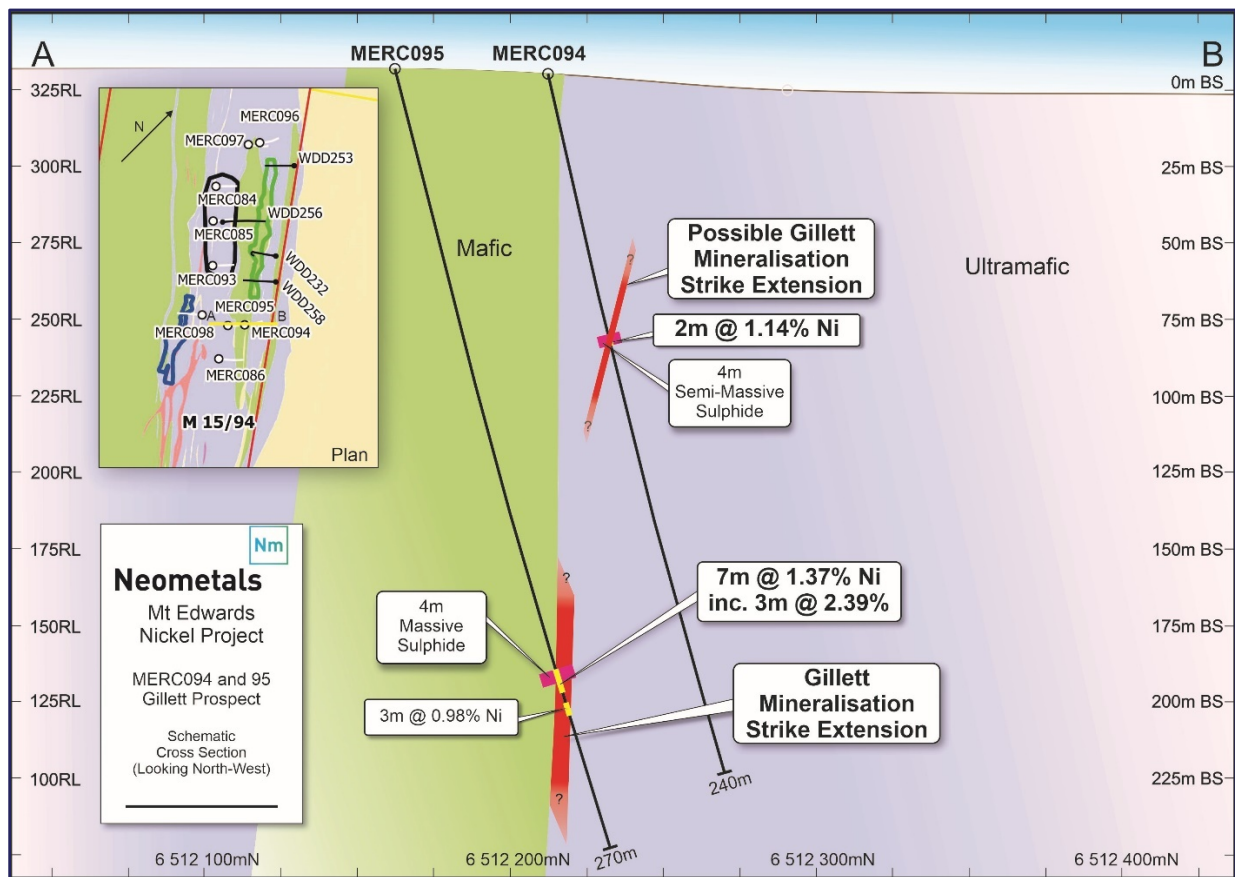 A
MERC095
MERC094
B
325RL
300RL
275RL
250RL
225RL
200RL
175RL
150RL
125RL
100RL
0m BS
25m BS
50m BS
75m BS
100m BS
125m BS
150m BS
175m BS
200m BS
225m BS
N
MERC096
MERC097
WDD253
MERC084
WDD256
MERC085
WDD232
MERC093
WDD258
MERC095
A
B
MERC098
MERC094
MERC086
M 15/94
Plan
Mafic
Ultramafic
Possible Gillett
Mineralisation
Strike Extension
?
2m @ 1.14% Ni
4m
Semi-Massive
Sulphide
?
Nm
Neometals
Mt Edwards
Nickel Project
MERC094 and 95
Gillett Prospect
Schematic
Cross Section
(Looking North-West)
?
7m @ 1.37% Ni
inc. 3m @ 2.39%
4m
Massive
Sulphide
3m @ 0.98% Ni
Gillett
Mineralisation
Strike Extension
?
240m
270m
6 512 100mN
6 512 200mN
6 512 300mN
6 512 400mN